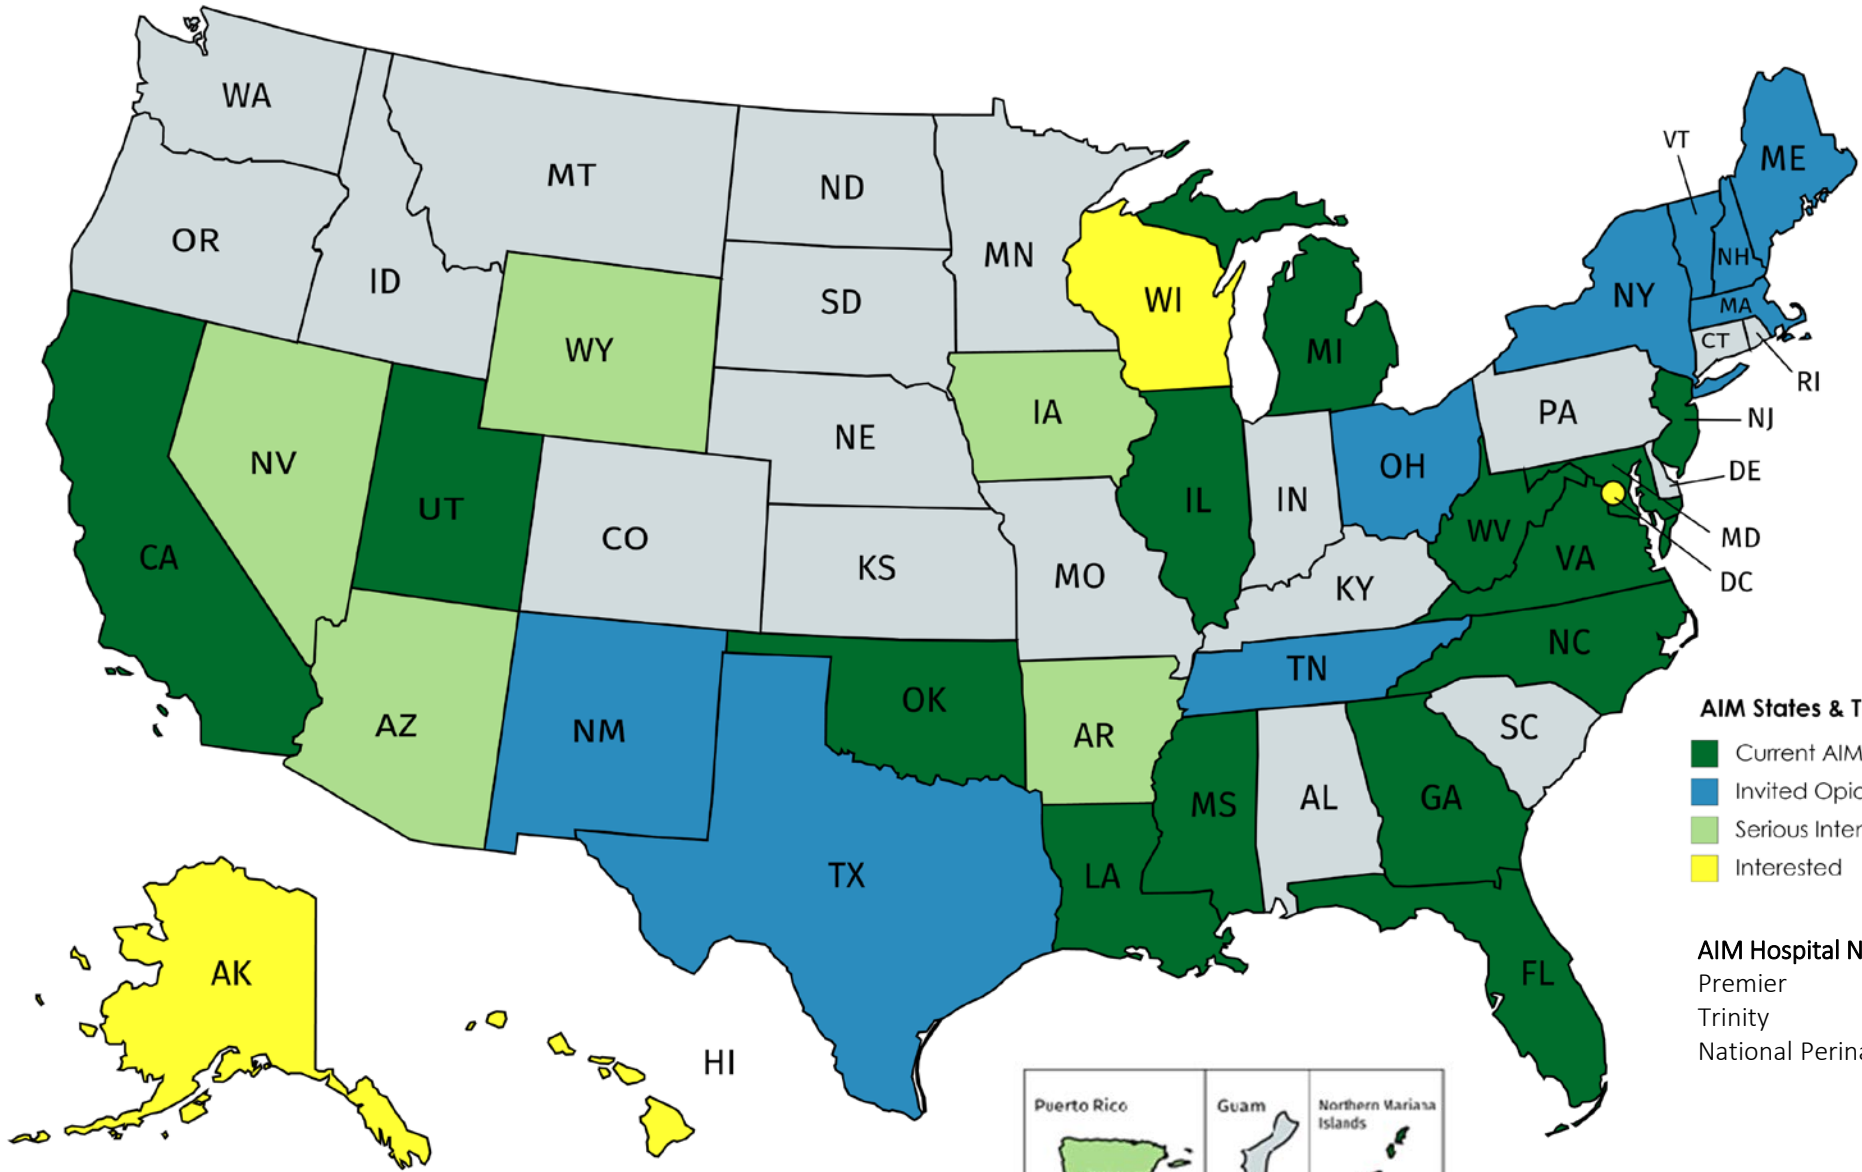 WA
MT
ND
MN
OR
ID
SD
WY
WI
MI
VT
ME
NH
NY
MA
CT
RI
NV
UT
CO
NE
IA
IL
IN
OH
PA
NJ
DE
MD
DC
CA
KS
MO
KY
WV
VA
AZ
NM
OK
AR
TN
NC
SC
TX
LA
MS
AL
GA
FL
AK
HI
AIM States & T
Current AIM
Invited Opio
Serious Inter
Interested
AIM Hospital N
Premier
Trinity
National Perina
Puerto Rico
Guam
Northern Mariana
Islands